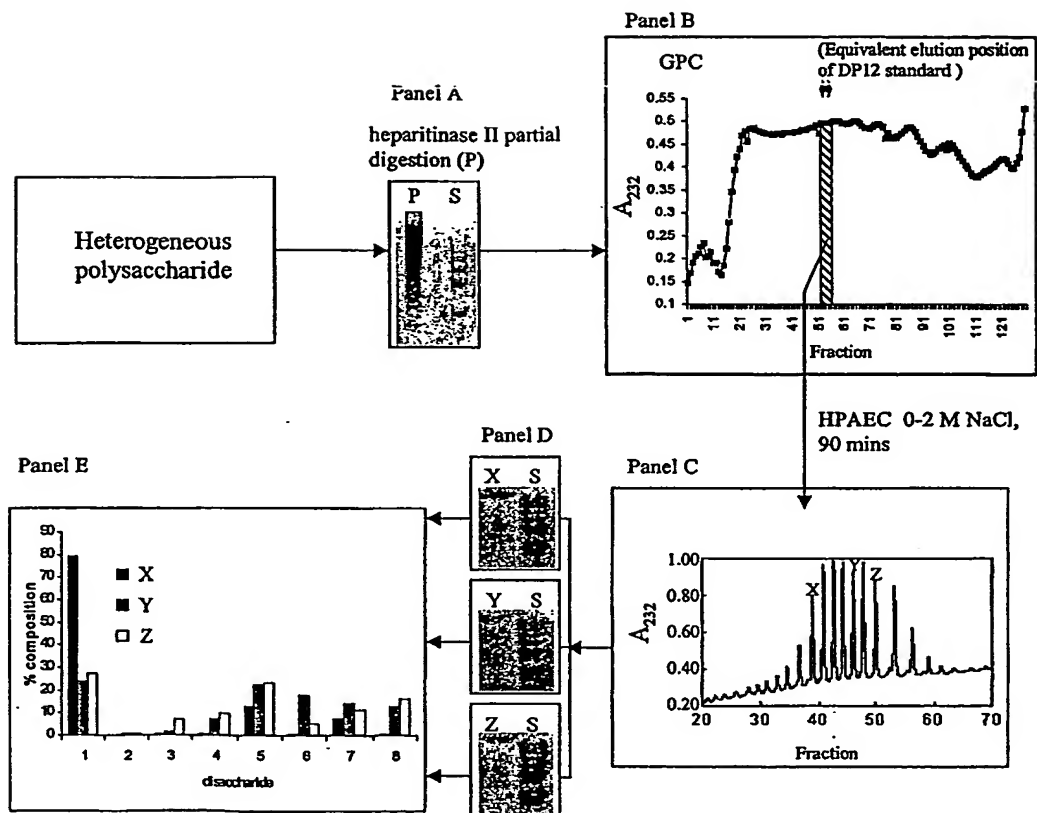 Panel B
(Equivalent elution position
of DP12 standard )
GPC
Panel A
heparitinase II partial
digestion (P)
P S
Heterogeneous
polysaccharide
0.55
0.5
0.45
0.4
0.35
0.3
0.25
0.2
0.15
0.1
A232
1 11 21 31 41 51 61 71 81 91 101 111 121
Fraction
HPAEC 0-2 M NaCl,
90 mins
Panel D
Panel E
Panel C
X S
Y S
Z S
90
80
70
60
50
40
30
20
10
0
% composition
X
Y
Z
1 2 3 4 5 6 7 8
disaccharide
1.00
0.80
0.60
0.40
0.20
A232
X Y Z
20 30 40 50 60 70
Fraction